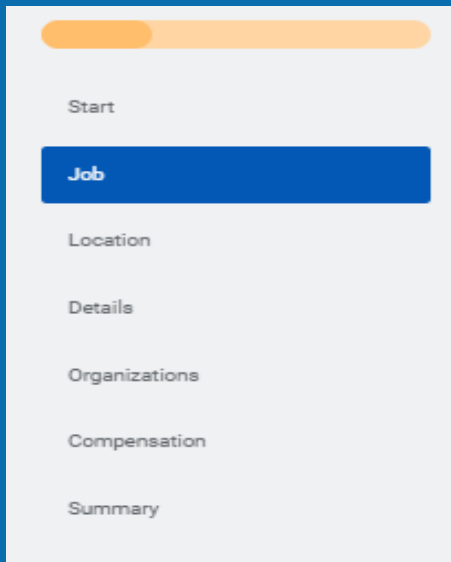 Start
Job
Location
Details
Organizations
Compensation
Summary